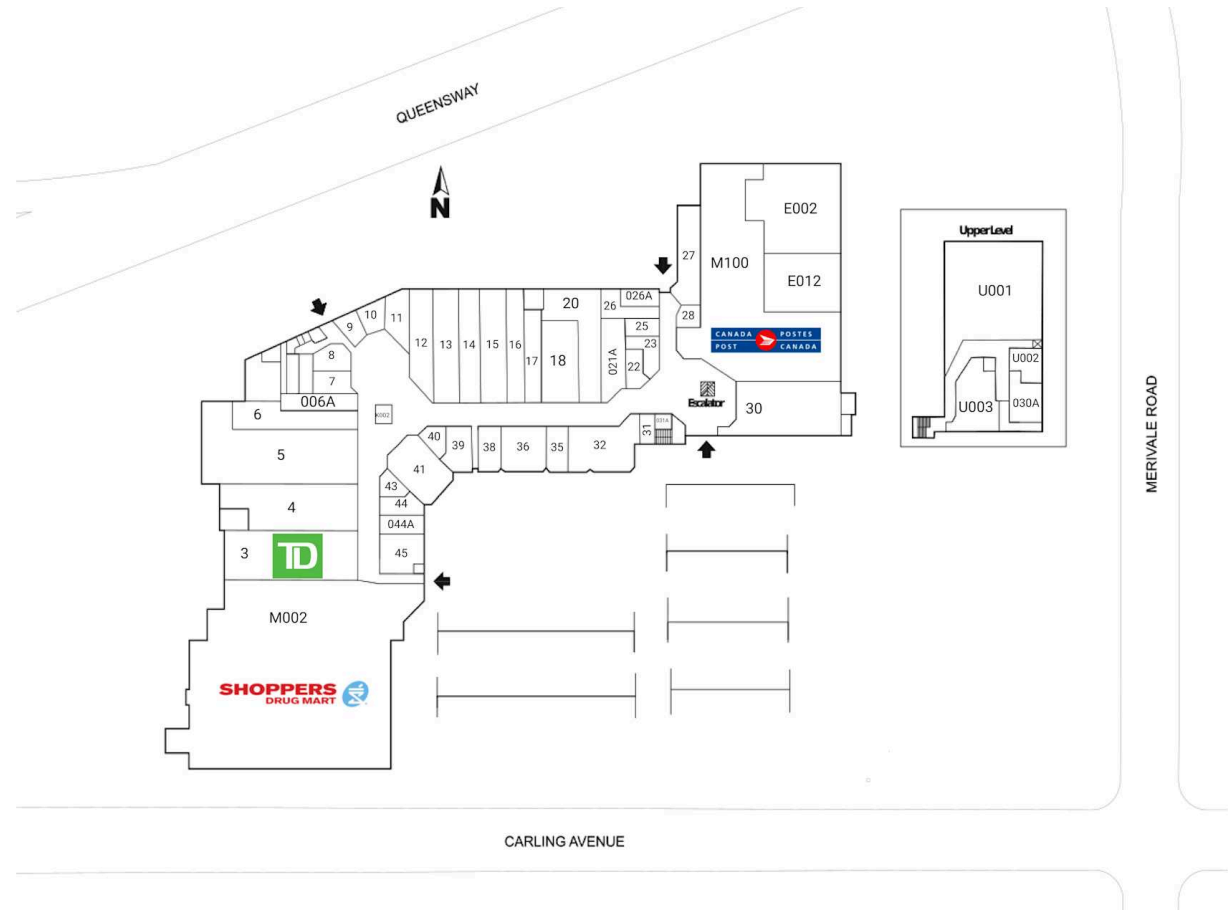 QUEENSWAY
N
E002
Upper Level
27
M100
E012
U001
026A
20
26
28
10
11
9
CANADA POSTES
POST CANADA
25
12
13
14
15
16
23
8
18
17
021A
22
U002
7
Escalator
006A
U003
030A
30
6
K002
31
031A
40
39
38
36
35
32
5
41
43
44
4
044A
3
TD
45
M002
SHOPPERS
DRUG MART
MERIVALE ROAD
CARLING AVENUE